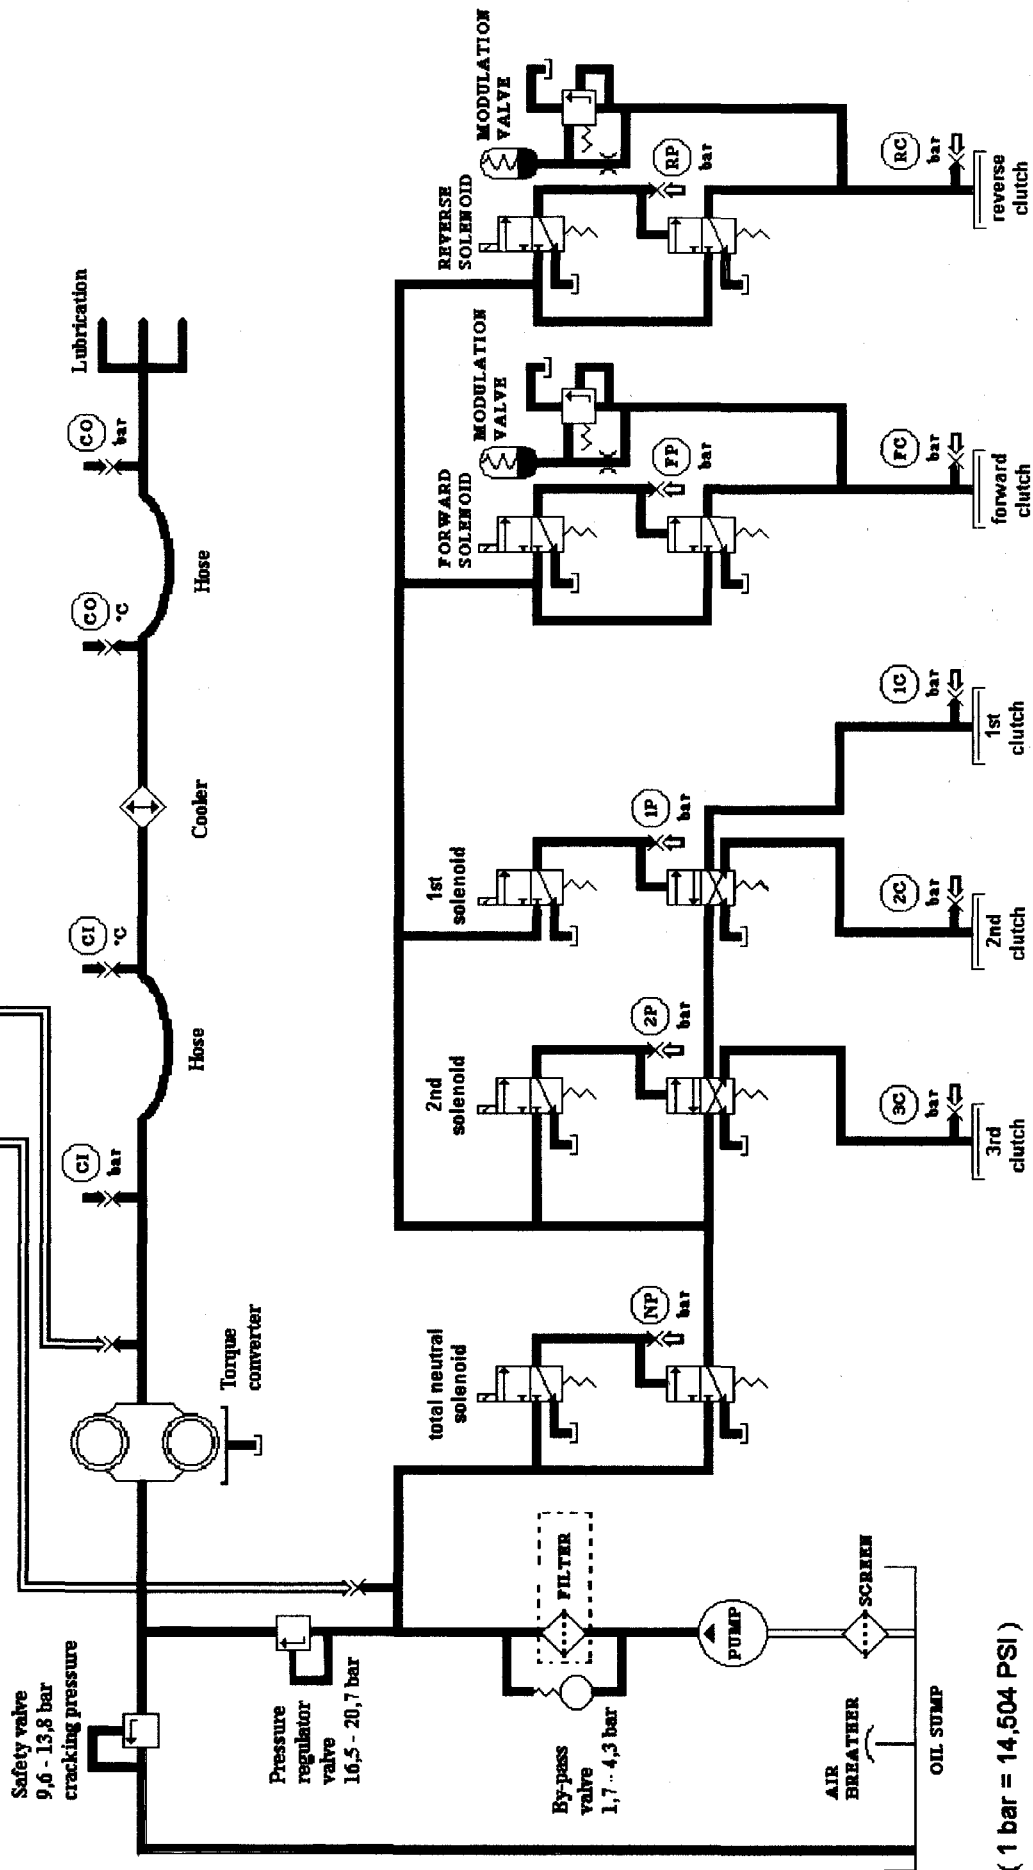 Safety valve
9,6 - 13,8 bar
cracking pressure
Torque
converter
CI
bar
Hose
CI
°C
Cooler
CO
°C
Hose
CO
bar
Lubrication
Pressure
regulator
valve
16,5 - 20,7 bar
By-pass
valve
1,7 - 4,3 bar
FILTER
PUMP
SCREEN
AIR
BREATHER
OIL SUMP
total neutral
solenoid
NP
bar
2nd
solenoid
2P
bar
1st
solenoid
1P
bar
FORWARD
SOLENOID
MODULATION
VALVE
FP
bar
REVERSE
SOLENOID
MODULATION
VALVE
RP
bar
3C
bar
3rd
clutch
2C
bar
2nd
clutch
1C
bar
1st
clutch
FC
bar
forward
clutch
RC
bar
reverse
clutch
( 1 bar = 14,504 PSI )